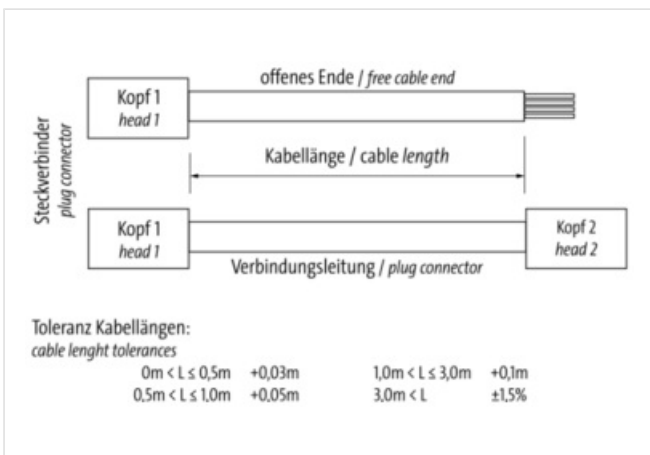 offenes Ende / free cable end
Kopf 1
head 1
Steckverbinder
plug connector
Kabellänge / cable length
Kopf 1
head 1
Kopf 2
head 2
Verbindungsleitung / plug connector
Toleranz Kabellängen:
cable lenght tolerances
0m < L ≤ 0,5m +0,03m 1,0m < L ≤ 3,0m +0,1m
0,5m < L ≤ 1,0m +0,05m 3,0m < L ±1,5%